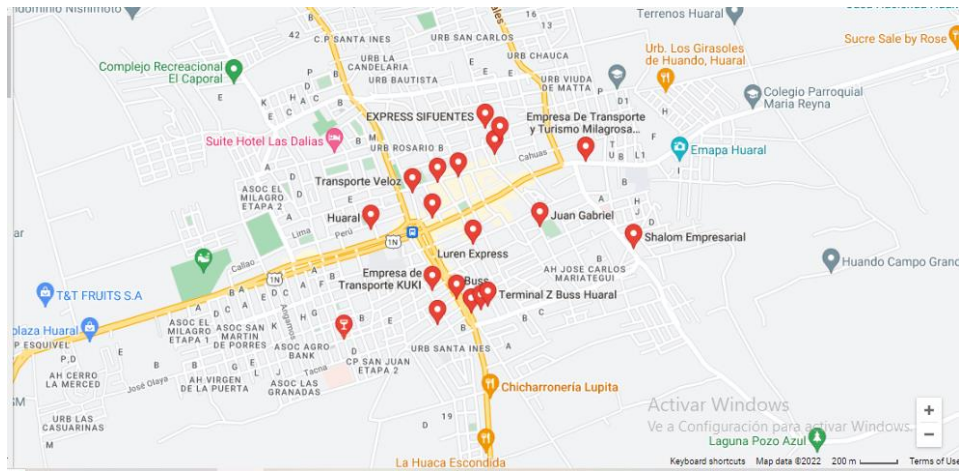 ndominio Nishimoto
Terrenos Huaral
42
C.P SANTA INES
URB SAN CARLOS
Sucre Sale by Rose
Urb. Los Girasoles
de Huando, Huaral
Complejo Recreacional
El Caporal
URB LA
CANDELARIA
URB CHAUCA
URB BAUTISTA
URB VIUDA
DE MATTA
D1
Colegio Parroquial
Maria Reyna
EXPRESS SIFUENTES
Empresa De Transporte
y Turismo Milagrosa...
Suite Hotel Las Dalias
URB ROSARIO B
Cahuas
L1
Emapa Huaral
Transporte Veloz
ASOC EL
MILAGRO
ETAPA 2
Huaral
Lima
Perú
1N
Juan Gabriel
Shalom Empresarial
Callao
Luren Express
1N
Empresa de
Transporte KUKI
Buss
AH JOSE CARLOS
MARIATEGUI
Huando Campo Grand
T&T FRUITS S.A
Terminal Z Buss Huaral
plaza Huaral
P ESQUIVEL
Angamos
ASOC EL
MILAGRO
ETAPA 1
ASOC SAN
MARTIN
DE PORRES
ASOC AGRO
BANK
URB SANTA INES
P,D
AH CERRO
LA MERCED
José Olaya
AH VIRGEN
DE LA PUERTA
Tacna
CP SAN JUAN
ETAPA 2
ASOC LAS
GRANADAS
Chicharronería Lupita
SM
URB LAS
CASUARINAS
19
Activar Windows
Ve a Configuración para activar Windows.
Laguna Pozo Azul
La Huaca Escondida
Keyboard shortcuts Map data ©2022 200 m Terms of Use